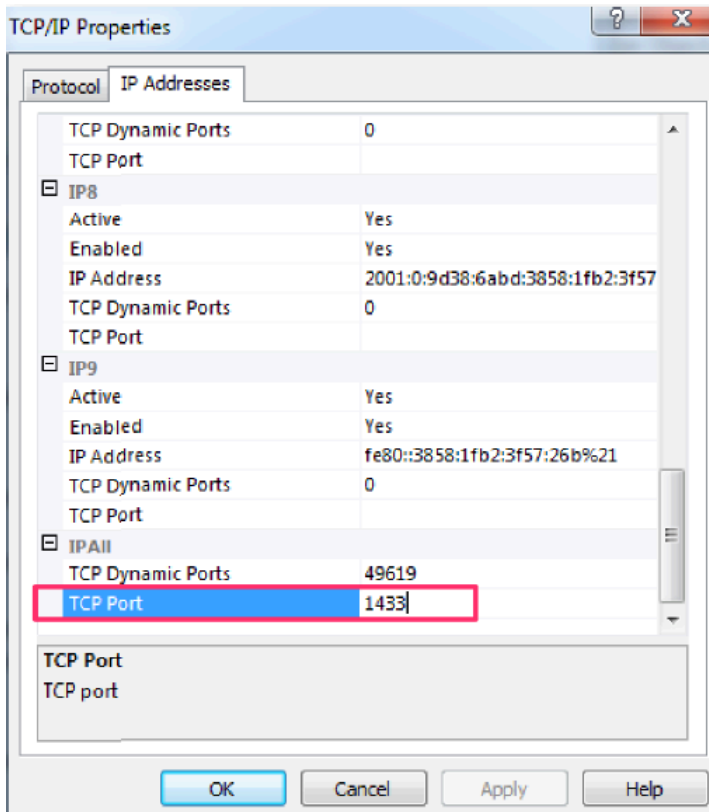 TCP/IP Properties
Protocol IP Addresses
TCP Dynamic Ports 0
TCP Port
IP8
Active Yes
Enabled Yes
IP Address 2001:0:9d38:6abd:3858:1fb2:3f57
TCP Dynamic Ports 0
TCP Port
IP9
Active Yes
Enabled Yes
IP Address fe80::3858:1fb2:3f57:26b%21
TCP Dynamic Ports 0
TCP Port
IPAll
TCP Dynamic Ports 49619
TCP Port 1433
TCP Port
TCP port
OK Cancel Apply Help